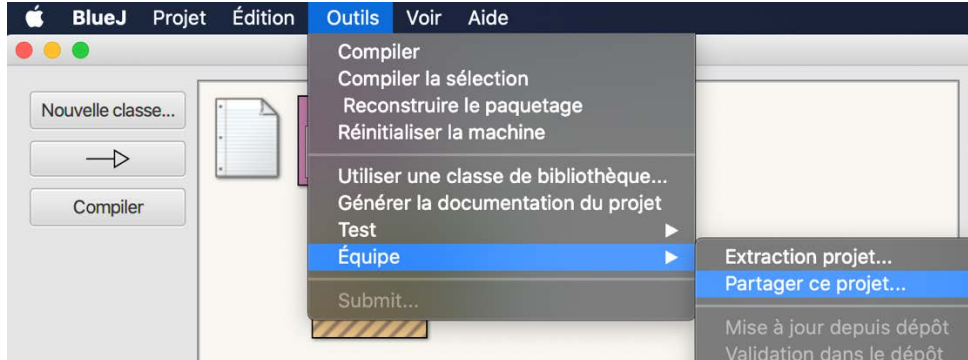 BlueJ Projet Édition Outils Voir Aide
Nouvelle classe...
Compiler
Compiler
Compiler la sélection
Reconstruire le paquetage
Réinitialiser la machine
Utiliser une classe de bibliothèque...
Générer la documentation du projet
Test
Équipe
Submit...
Extraction projet...
Partager ce projet...
Mise à jour depuis dépôt
Validation dans le dépôt